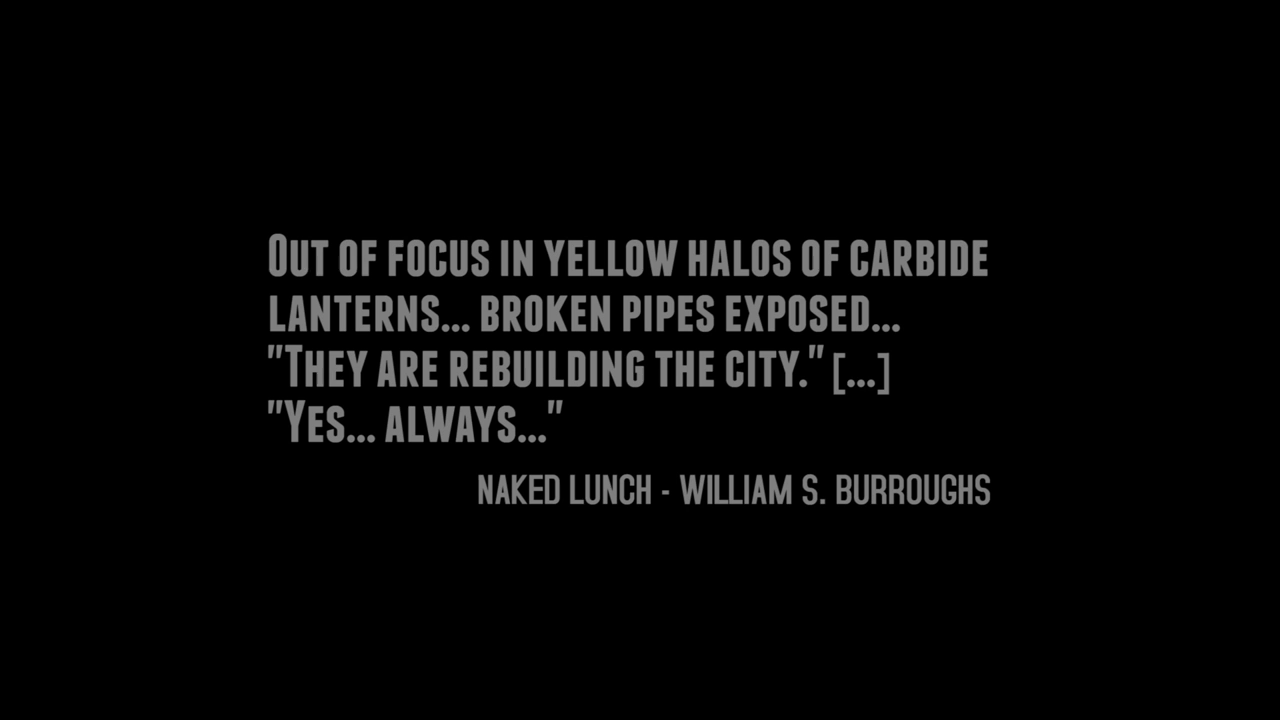 Out of focus in yellow halos of carbide
lanterns... broken pipes exposed...
"They are rebuilding the city." [...]
"Yes... always..."
NAKED LUNCH - WILLIAM S. BURROUGHS